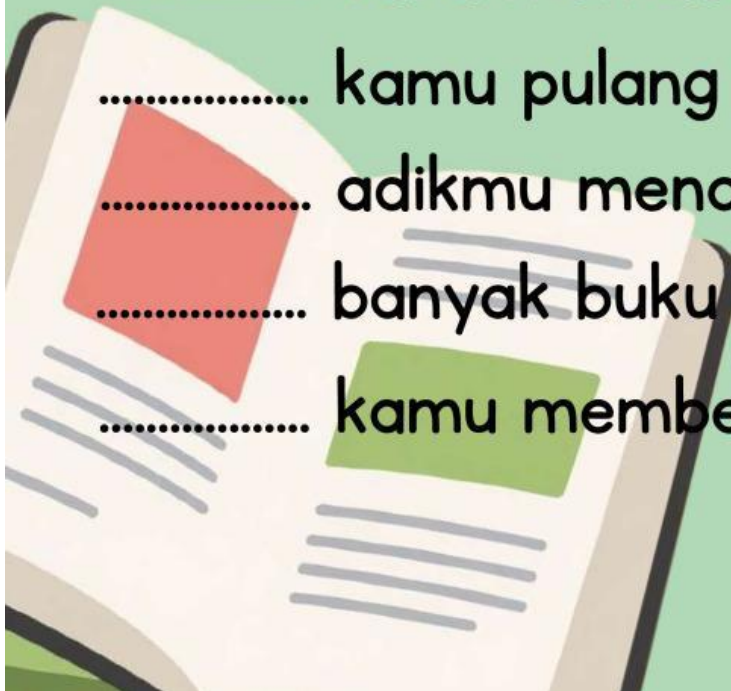 .................. kamu pulang
.................. adikmu
.................. banyak buku
.................. kamu